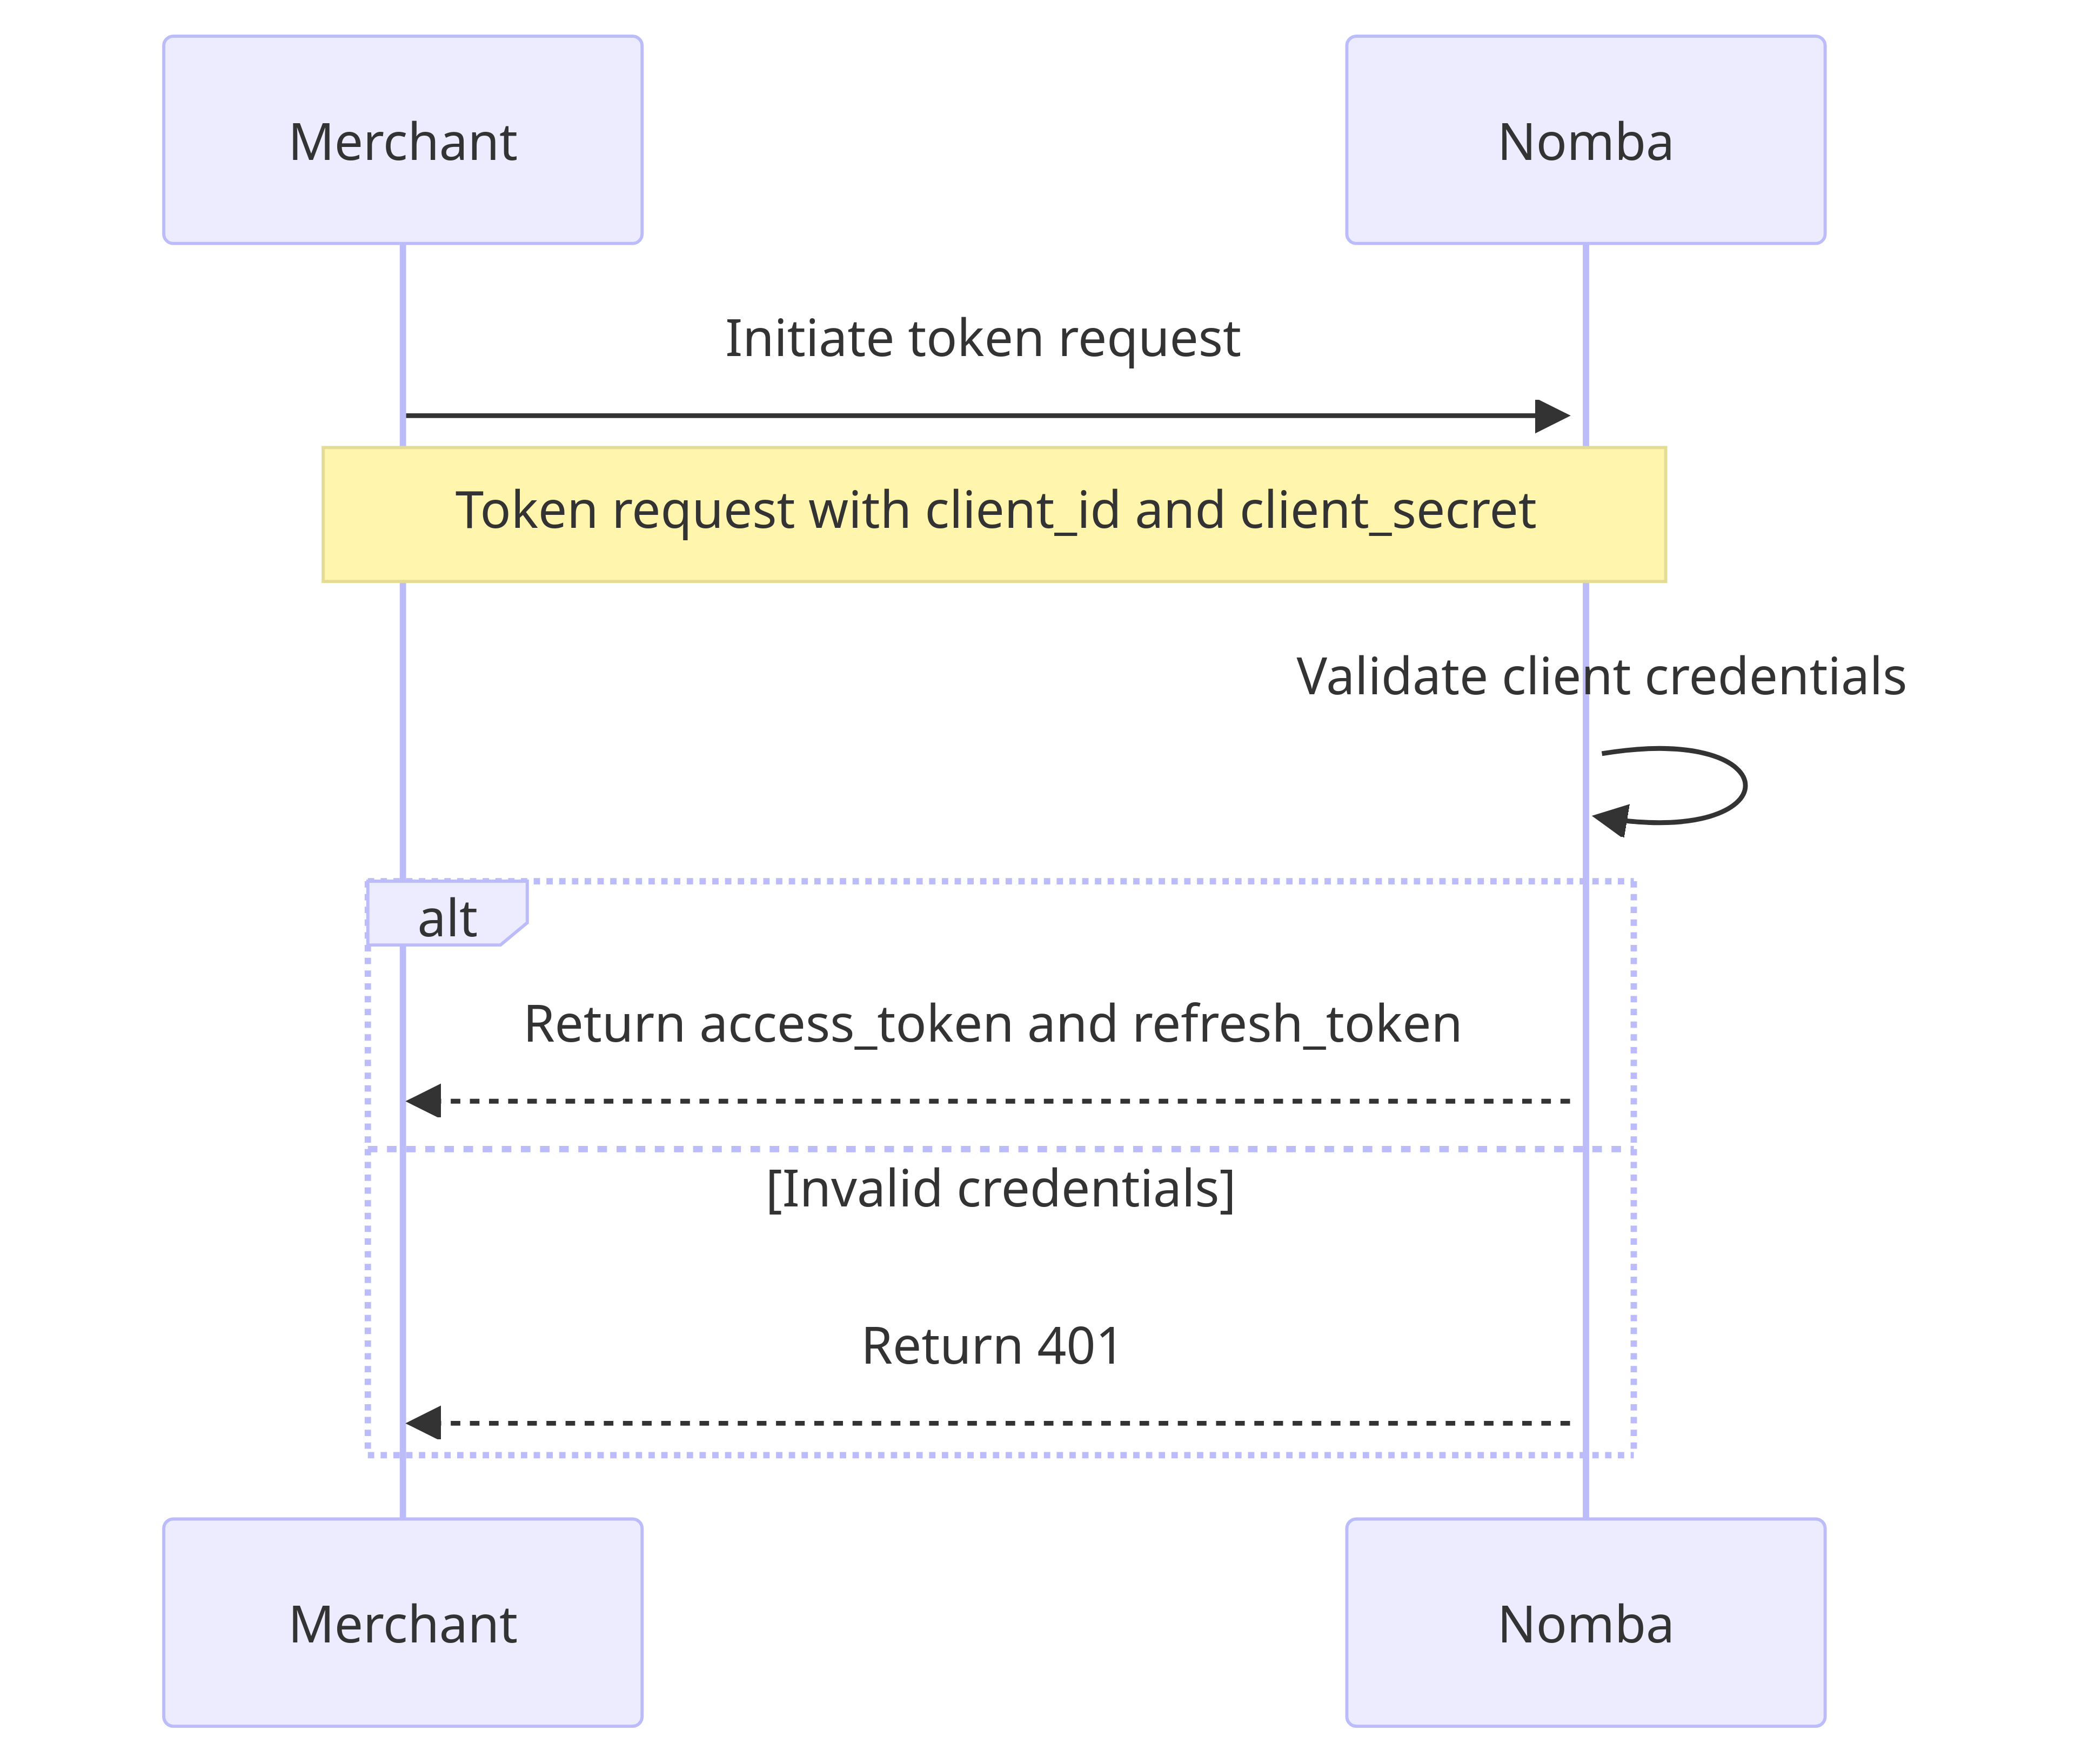 Merchant
Nomba
Initiate token request
Token request with client_id and client_secret
Validate client credentials
alt
Return access_token and refresh_token
[Invalid credentials]
Return 401
Merchant
Nomba